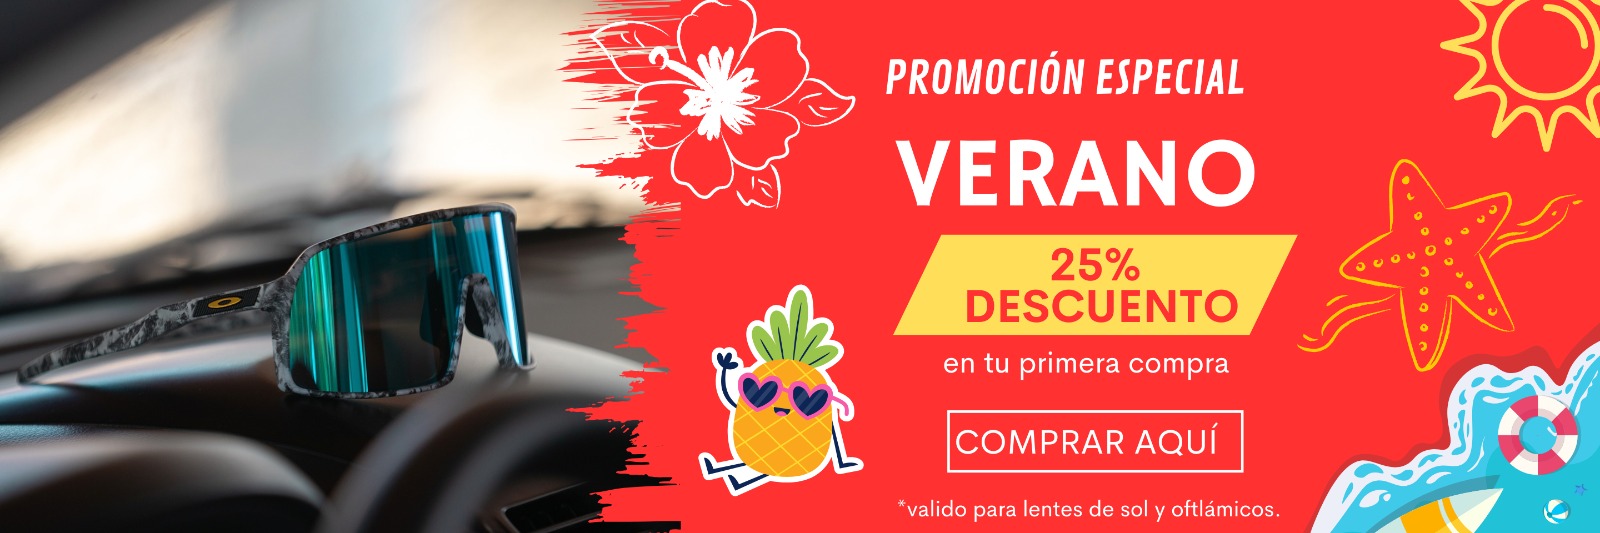 PROMOCIÓN ESPECIAL
VERANO
25%
DESCUENTO
en tu primera compra
COMPRAR AQUÍ
*valido para lentes de sol y oftlámicos.